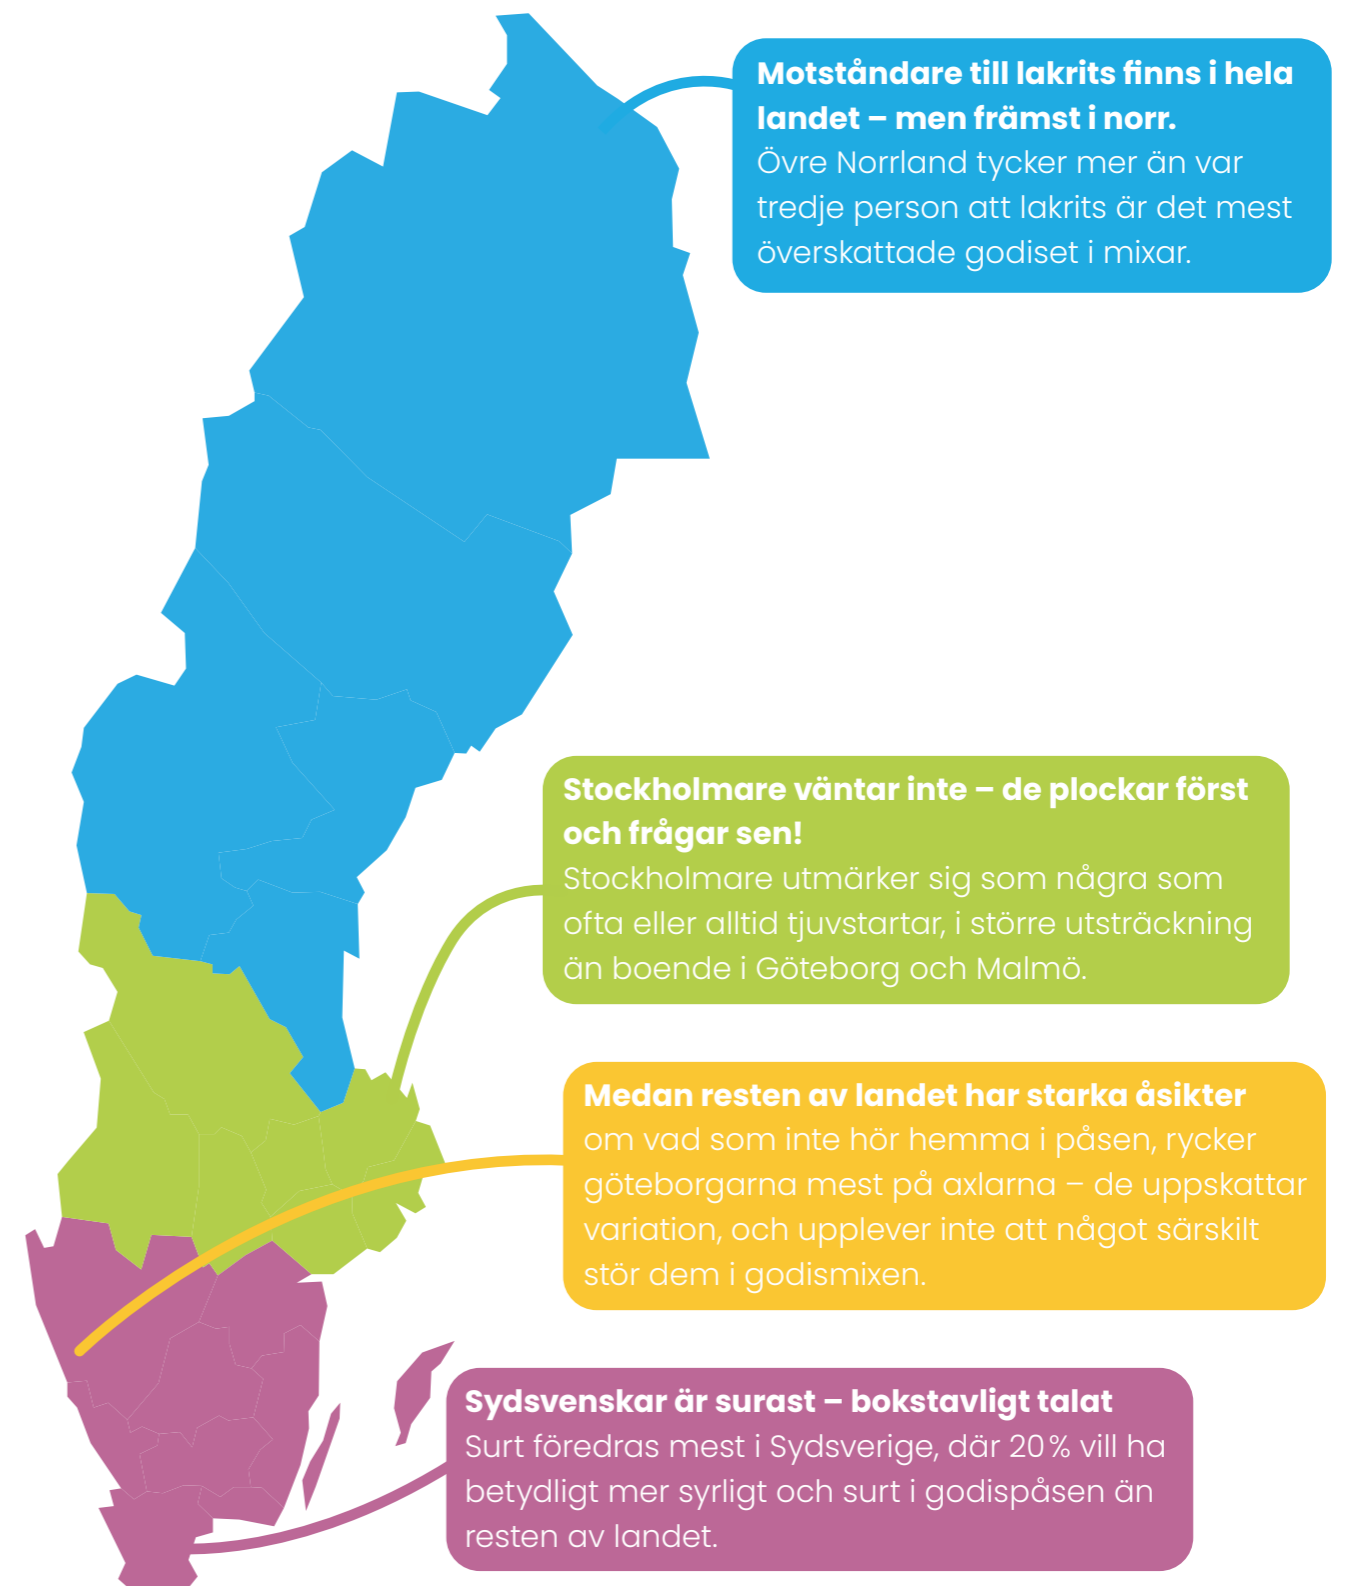 Motståndare till lakrits finns i hela
landet – men främst i norr.
Övre Norrland tycker mer än var
tredje person att lakrits är det mest
överskattade godiset i mixar.
Stockholmare väntar inte – de plockar först
och frågar sen!
Stockholmare utmärker sig som några som
ofta eller alltid tjuvstartar, i större utsträckning
än boende i Göteborg och Malmö.
Medan resten av landet har starka åsikter
om vad som inte hör hemma i påsen, rycker
göteborgarna mest på axlarna – de uppskattar
variation, och upplever inte att något särskilt
stör dem i godismixen.
Sydsvenskar är surast – bokstavligt talat
Surt föredras mest i Sydsverige, där 20 % vill ha
betydligt mer syrligt och surt i godispåsen än
resten av landet.